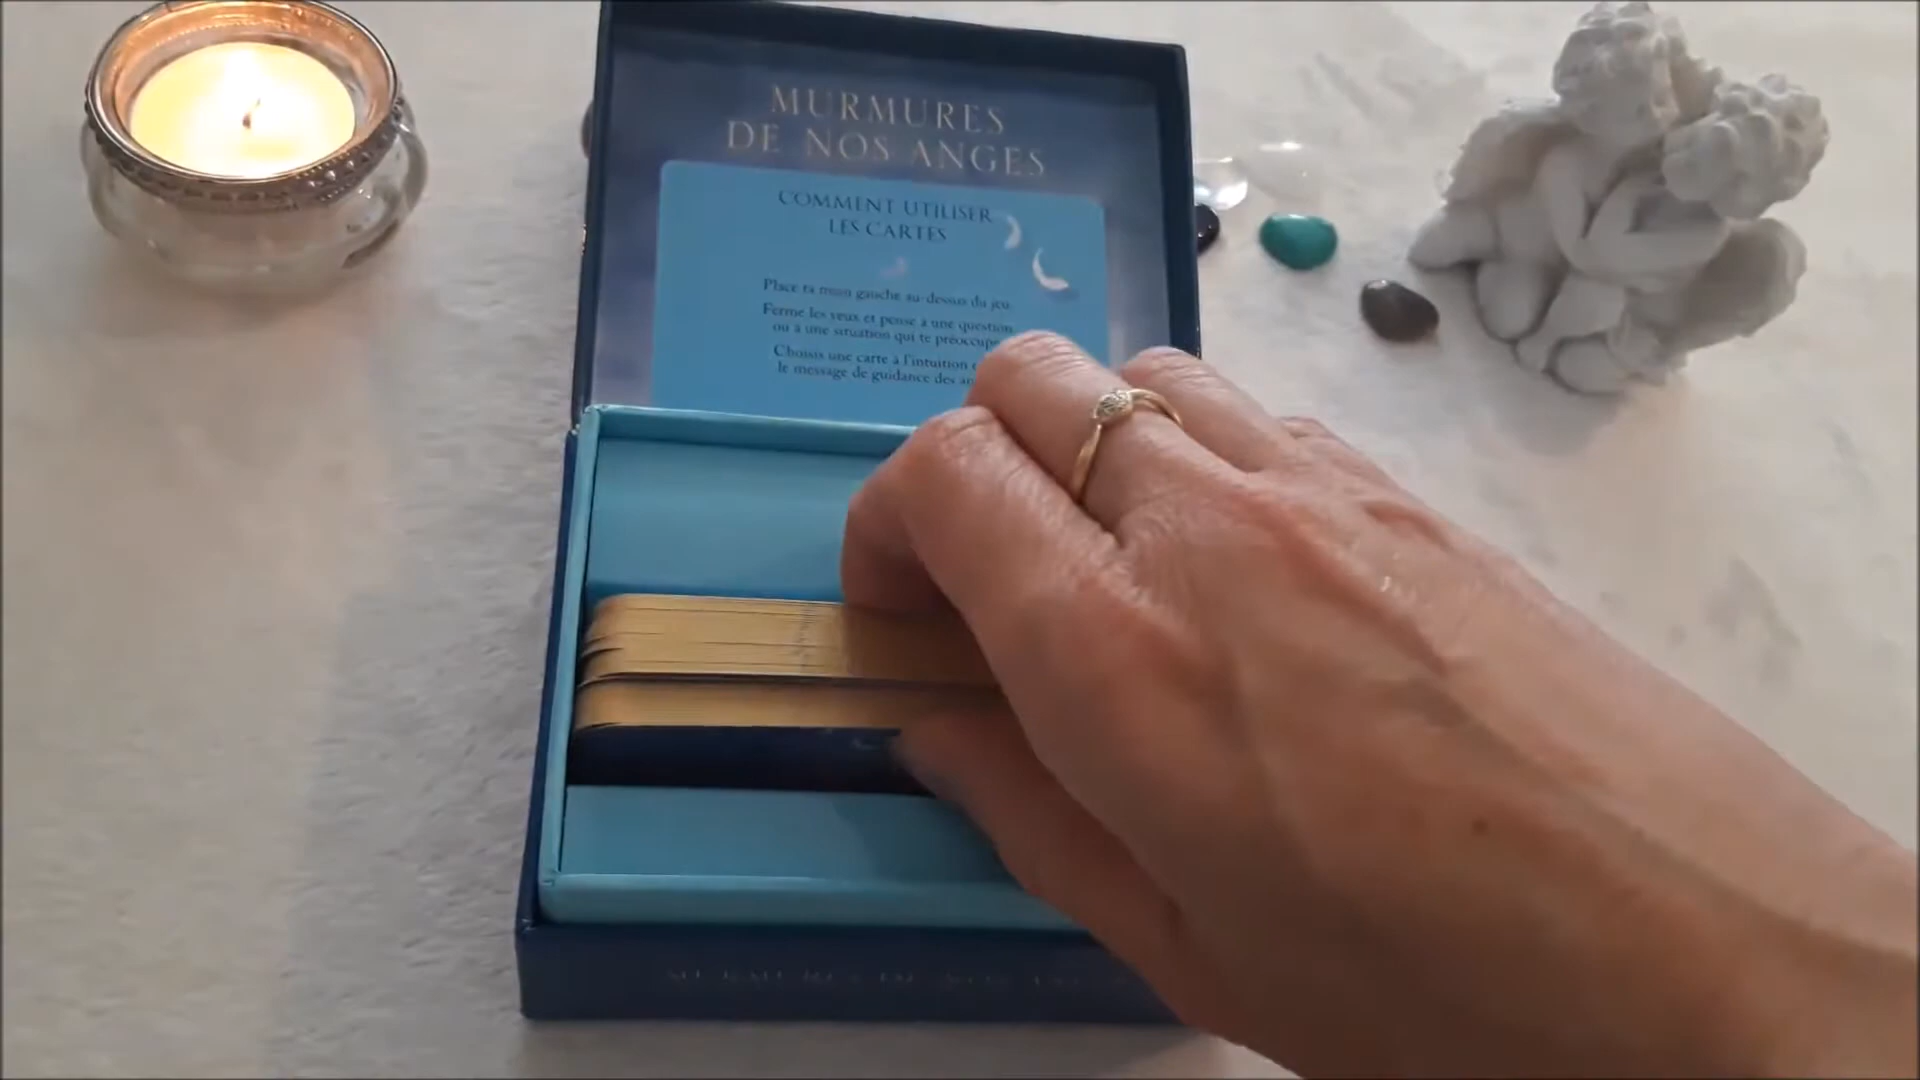 MURMURES
DE NOS ANGES
COMMENT UTILISER
LES CARTES
Place ta main gauche au-dessus du jeu.
Ferme les yeux et pense à une question
ou à une situation qui te préoccupe
Choisis une carte à l'intuition
le message de guidance des